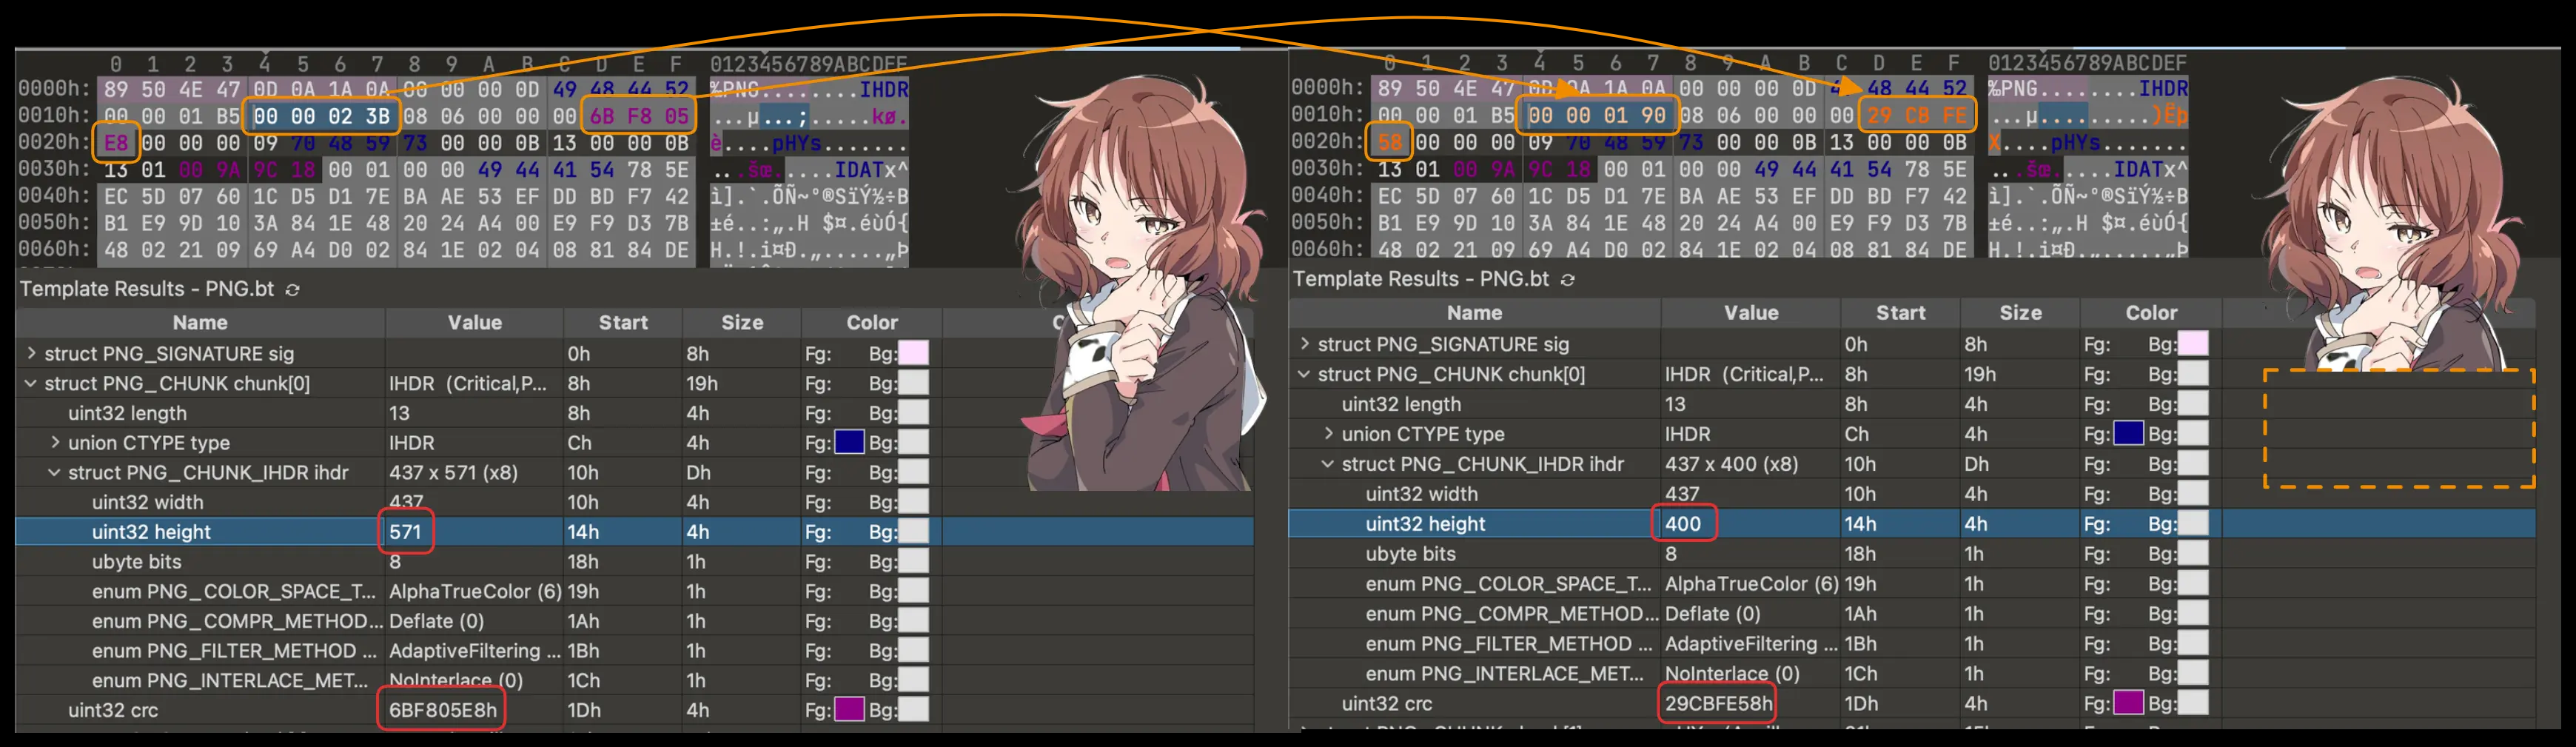 0 1 2 3 4 5 6 7 8 9 A B C D E F 0123456789ABCDEF
0000h: 89 50 4E 47 0D 0A 1A 0A 00 00 00 0D 49 48 44 52 ‰PNG........IHDR
0010h: 00 00 01 B5 00 00 02 3B 08 06 00 00 00 6B F8 05 ...µ...;.....kø.
0020h: E8 00 00 00 09 70 48 59 73 00 00 0B 13 00 00 0B è....pHYs.......
0030h: 13 01 00 9A 9C 18 00 01 00 00 49 44 41 54 78 5E ...šœ.....IDATx^
0040h: EC 5D 07 60 1C D5 D1 7E BA AE 53 EF DD BD F7 42 ì].`.ÕÑ~º®SïÝ½÷B
0050h: B1 E9 9D 10 3A 84 1E 48 20 24 A4 00 E9 F9 D3 7B ±é..:„.H $¤.éùÓ{
0060h: 48 02 21 09 69 A4 D0 02 84 1E 02 04 08 81 84 DE H.!.i¤Ð.„.....„Þ
Template Results - PNG.bt
Name Value Start Size Color
struct PNG_SIGNATURE sig 0h 8h Fg: Bg:
struct PNG_CHUNK chunk[0] IHDR (Critical,P... 8h 19h Fg: Bg:
uint32 length 13 8h 4h Fg: Bg:
union CTYPE type IHDR Ch 4h Fg: Bg:
struct PNG_CHUNK_IHDR ihdr 437 x 571 (x8) 10h Dh Fg: Bg:
uint32 width 437 10h 4h Fg: Bg:
uint32 height 571 14h 4h Fg: Bg:
ubyte bits 8 18h 1h Fg: Bg:
enum PNG_COLOR_SPACE_T... AlphaTrueColor (6) 19h 1h Fg: Bg:
enum PNG_COMPR_METHOD... Deflate (0) 1Ah 1h Fg: Bg:
enum PNG_FILTER_METHOD ... AdaptiveFiltering ... 1Bh 1h Fg: Bg:
enum PNG_INTERLACE_MET... NoInterlace (0) 1Ch 1h Fg: Bg:
uint32 crc 6BF805E8h 1Dh 4h Fg: Bg:
0 1 2 3 4 5 6 7 8 9 A B C D E F 0123456789ABCDEF
0000h: 89 50 4E 47 0D 0A 1A 0A 00 00 00 0D 48 44 52 ‰PNG........IHDR
0010h: 00 00 01 B5 00 00 01 90 08 06 00 00 00 29 CB FE ...µ.........)Ëþ
0020h: 58 00 00 00 09 70 48 59 73 00 00 0B 13 00 00 0B X....pHYs.......
0030h: 13 01 00 9A 9C 18 00 01 00 00 49 44 41 54 78 5E ...šœ.....IDATx^
0040h: EC 5D 07 60 1C D5 D1 7E BA AE 53 EF DD BD F7 42 ì].`.ÕÑ~º®SïÝ½÷B
0050h: B1 E9 9D 10 3A 84 1E 48 20 24 A4 00 E9 F9 D3 7B ±é..:„.H $¤.éùÓ{
0060h: 48 02 21 09 69 A4 D0 02 84 1E 02 04 08 81 84 DE H.!.i¤Ð.„.....„Þ
Template Results - PNG.bt
Name Value Start Size Color
struct PNG_SIGNATURE sig 0h 8h Fg: Bg:
struct PNG_CHUNK chunk[0] IHDR (Critical,P... 8h 19h Fg: Bg:
uint32 length 13 8h 4h Fg: Bg:
union CTYPE type IHDR Ch 4h Fg: Bg:
struct PNG_CHUNK_IHDR ihdr 437 x 400 (x8) 10h Dh Fg: Bg:
uint32 width 437 10h 4h Fg: Bg:
uint32 height 400 14h 4h Fg: Bg:
ubyte bits 8 18h 1h Fg: Bg:
enum PNG_COLOR_SPACE_T... AlphaTrueColor (6) 19h 1h Fg: Bg:
enum PNG_COMPR_METHOD... Deflate (0) 1Ah 1h Fg: Bg:
enum PNG_FILTER_METHOD ... AdaptiveFiltering ... 1Bh 1h Fg: Bg:
enum PNG_INTERLACE_MET... NoInterlace (0) 1Ch 1h Fg: Bg:
uint32 crc 29CBFE58h 1Dh 4h Fg: Bg: